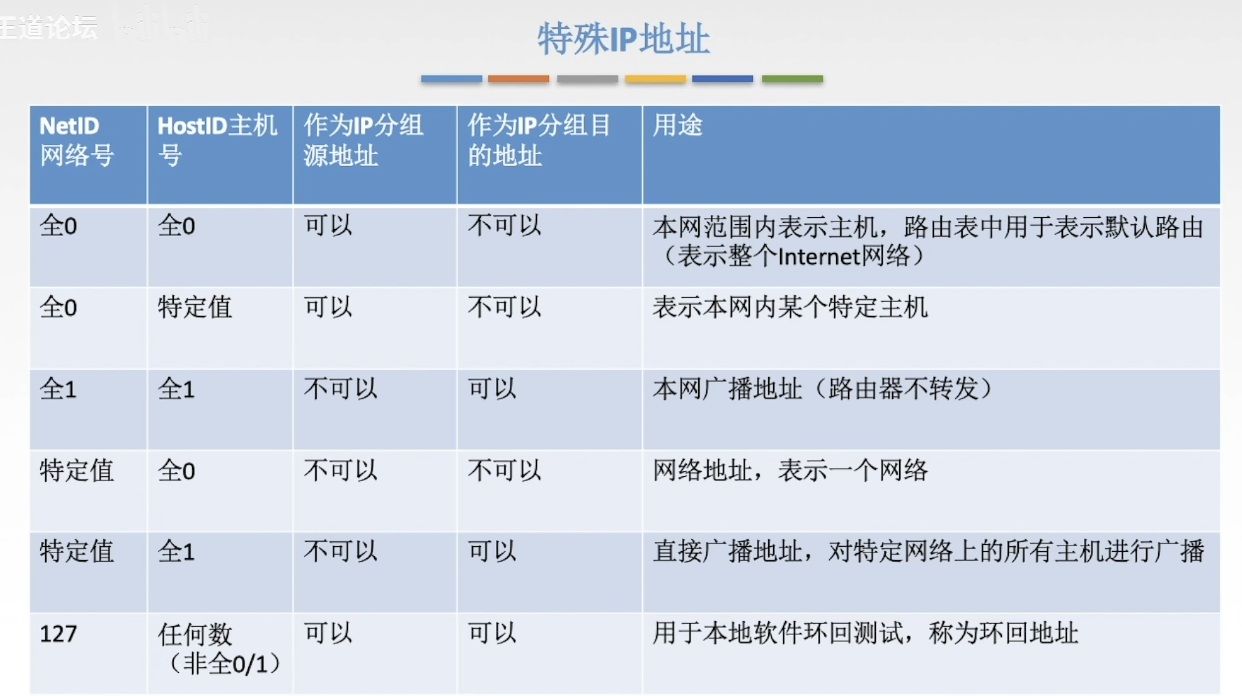 王道论坛
特殊IP地址
NetID
网络号
HostID主机
号
作为IP分组
源地址
作为IP分组目
的地址
用途
全0
全0
可以
不可以
本网范围内表示主机，路由表中用于表示默认路由
（表示整个Internet网络）
全0
特定值
可以
不可以
表示本网内某个特定主机
全1
全1
不可以
可以
本网广播地址（路由器不转发）
特定值
全0
不可以
不可以
网络地址，表示一个网络
特定值
全1
不可以
可以
直接广播地址，对特定网络上的所有主机进行广播
127
任何数
（非全0/1）
可以
可以
用于本地软件环回测试，称为环回地址